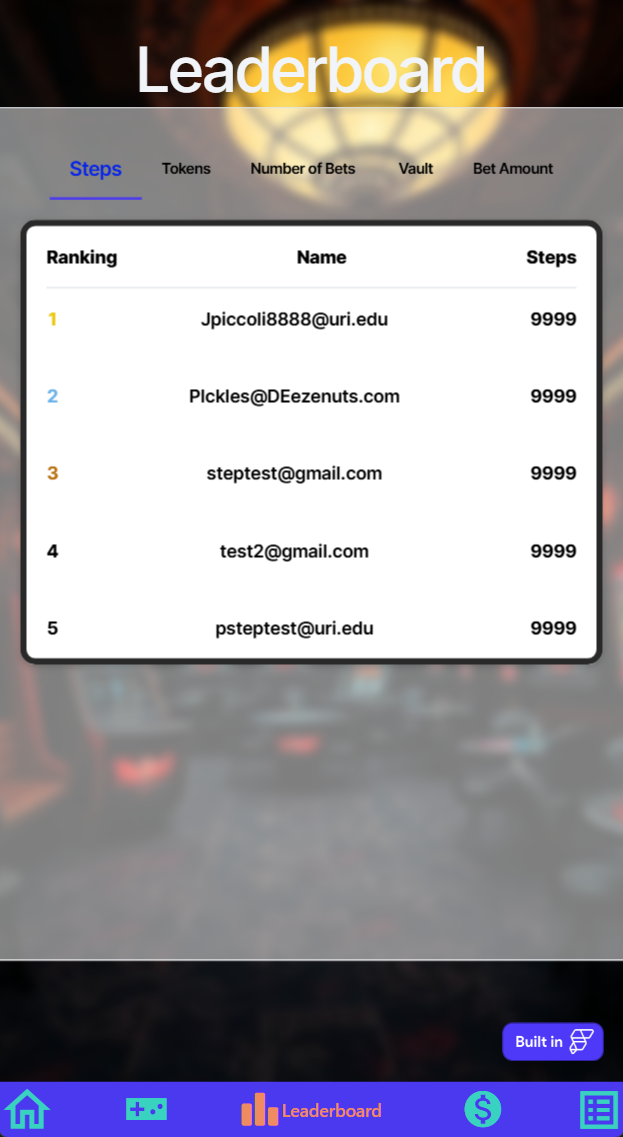 Leaderboard
Steps Tokens Number of Bets Vault Bet Amount
Ranking Name Steps
1 Jpiccoli8888@uri.edu 9999
2 PIckles@DEezenuts.com 9999
3 steptest@gmail.com 9999
4 test2@gmail.com 9999
5 psteptest@uri.edu 9999
Built in
Leaderboard